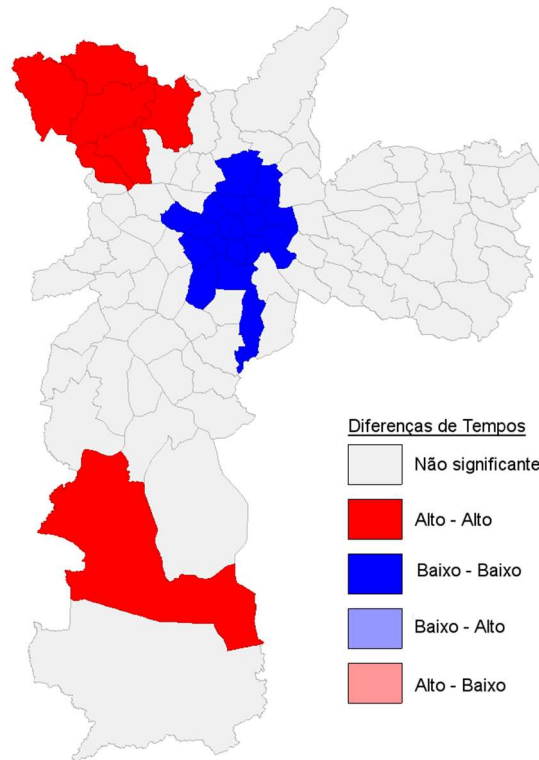 Diferenças de Tempos
Não significante
Alto - Alto
Baixo - Baixo
Baixo - Alto
Alto - Baixo